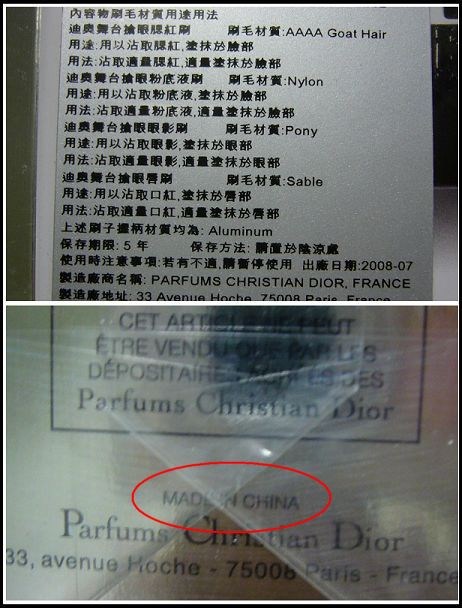 內容物刷毛材質用途用法
迪奧舞台搶眼腮紅刷 刷毛材質:AAAA Goat Hair
用途:用以沾取腮紅,塗抹於臉部
用法:沾取適量腮紅,適量塗抹於臉部
迪奧舞台搶眼粉底液刷 刷毛材質:Nylon
用途:用以沾取粉底液,塗抹於臉部
用法:沾取適量粉底液,適量塗抹於臉部
迪奧舞台搶眼眼影刷 刷毛材質:Pony
用途:用以沾取眼影,塗抹於眼部
用法:沾取適量眼影,適量塗抹於眼部
迪奧舞台搶眼唇刷 刷毛材質:Sable
用途:用以沾取口紅,塗抹於唇部
用法:沾取適量口紅,適量塗抹於唇部
上述刷子握柄材質均為: Aluminum
保存期限: 5 年 保存方法: 請置於陰涼處
使用時注意事項:若有不適,請暫停使用 出廠日期:2008-07
製造廠商名稱: PARFUMS CHRISTIAN DIOR, FRANCE
製造廠地址: 33 Avenue Hoche, 75008 Paris, France
CET ARTICLE NE PEUT
ÊTRE VENDU QUE PAR LES
DÉPOSITAIRES AGRÉÉS DES
Parfums Christian Dior
MADE IN CHINA
Parfums Christian Dior
33, avenue Hoche - 75008 Paris - France